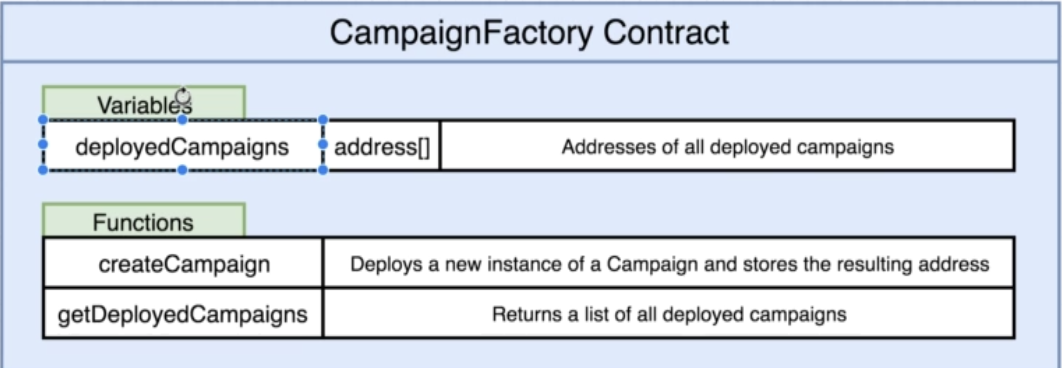 CampaignFactory Contract
Variables
deployedCampaigns address[] Addresses of all deployed campaigns
Functions
createCampaign Deploys a new instance of a Campaign and stores the resulting address
getDeployedCampaigns Returns a list of all deployed campaigns